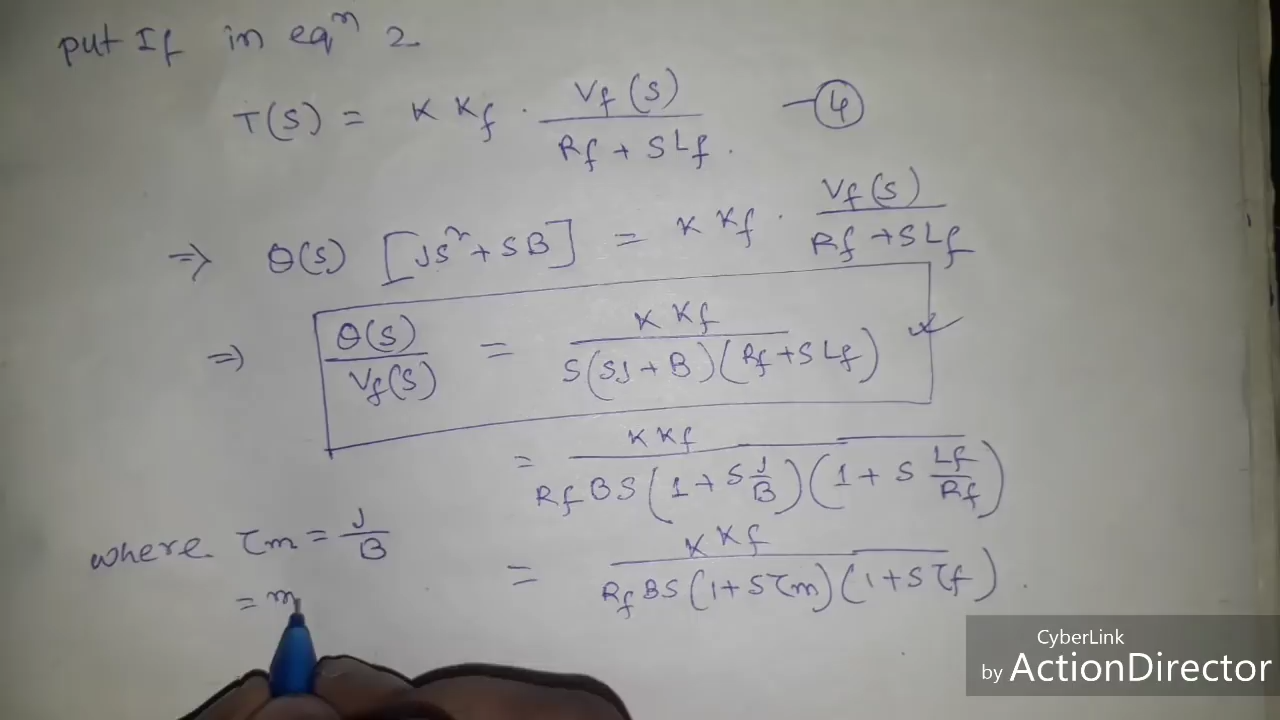 put If in eqⁿ 2
T(S) = K Kf · Vf(S) / Rf + SLf. — ④
⇒ θ(S) [JS² + SB] = K Kf · Vf(S) / Rf + SLf
⇒ θ(S) / Vf(S) = K Kf / S(SJ + B)(Rf + SLf)
= K Kf / Rf BS(1 + S J/B)(1 + S Lf/Rf)
where τm = J/B
= K Kf / Rf BS(1 + Sτm)(1 + Sτf).
= m
CyberLink
by ActionDirector